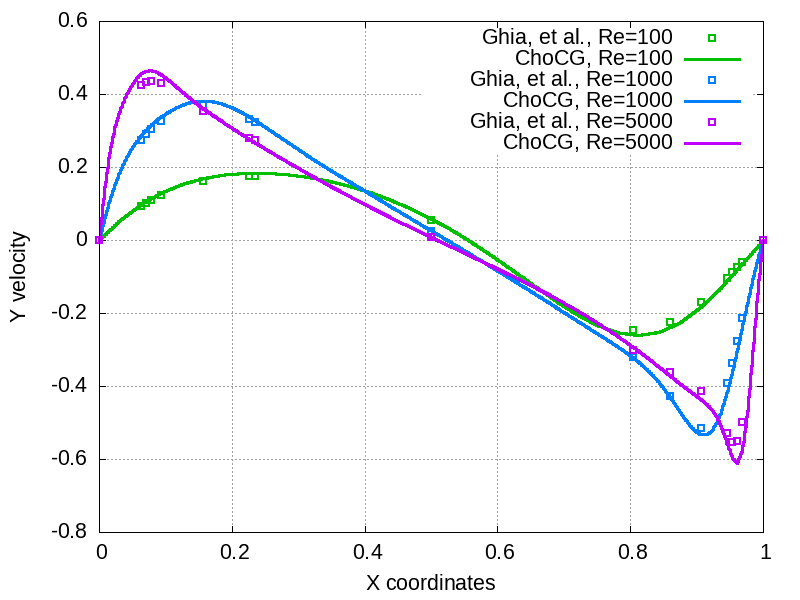 0.6
0.4
0.2
0
-0.2
-0.4
-0.6
-0.8
0
0.2
0.4
0.6
0.8
1
Y velocity
X coordinates
Ghia, et al., Re=100
ChoCG, Re=100
Ghia, et al., Re=1000
ChoCG, Re=1000
Ghia, et al., Re=5000
ChoCG, Re=5000